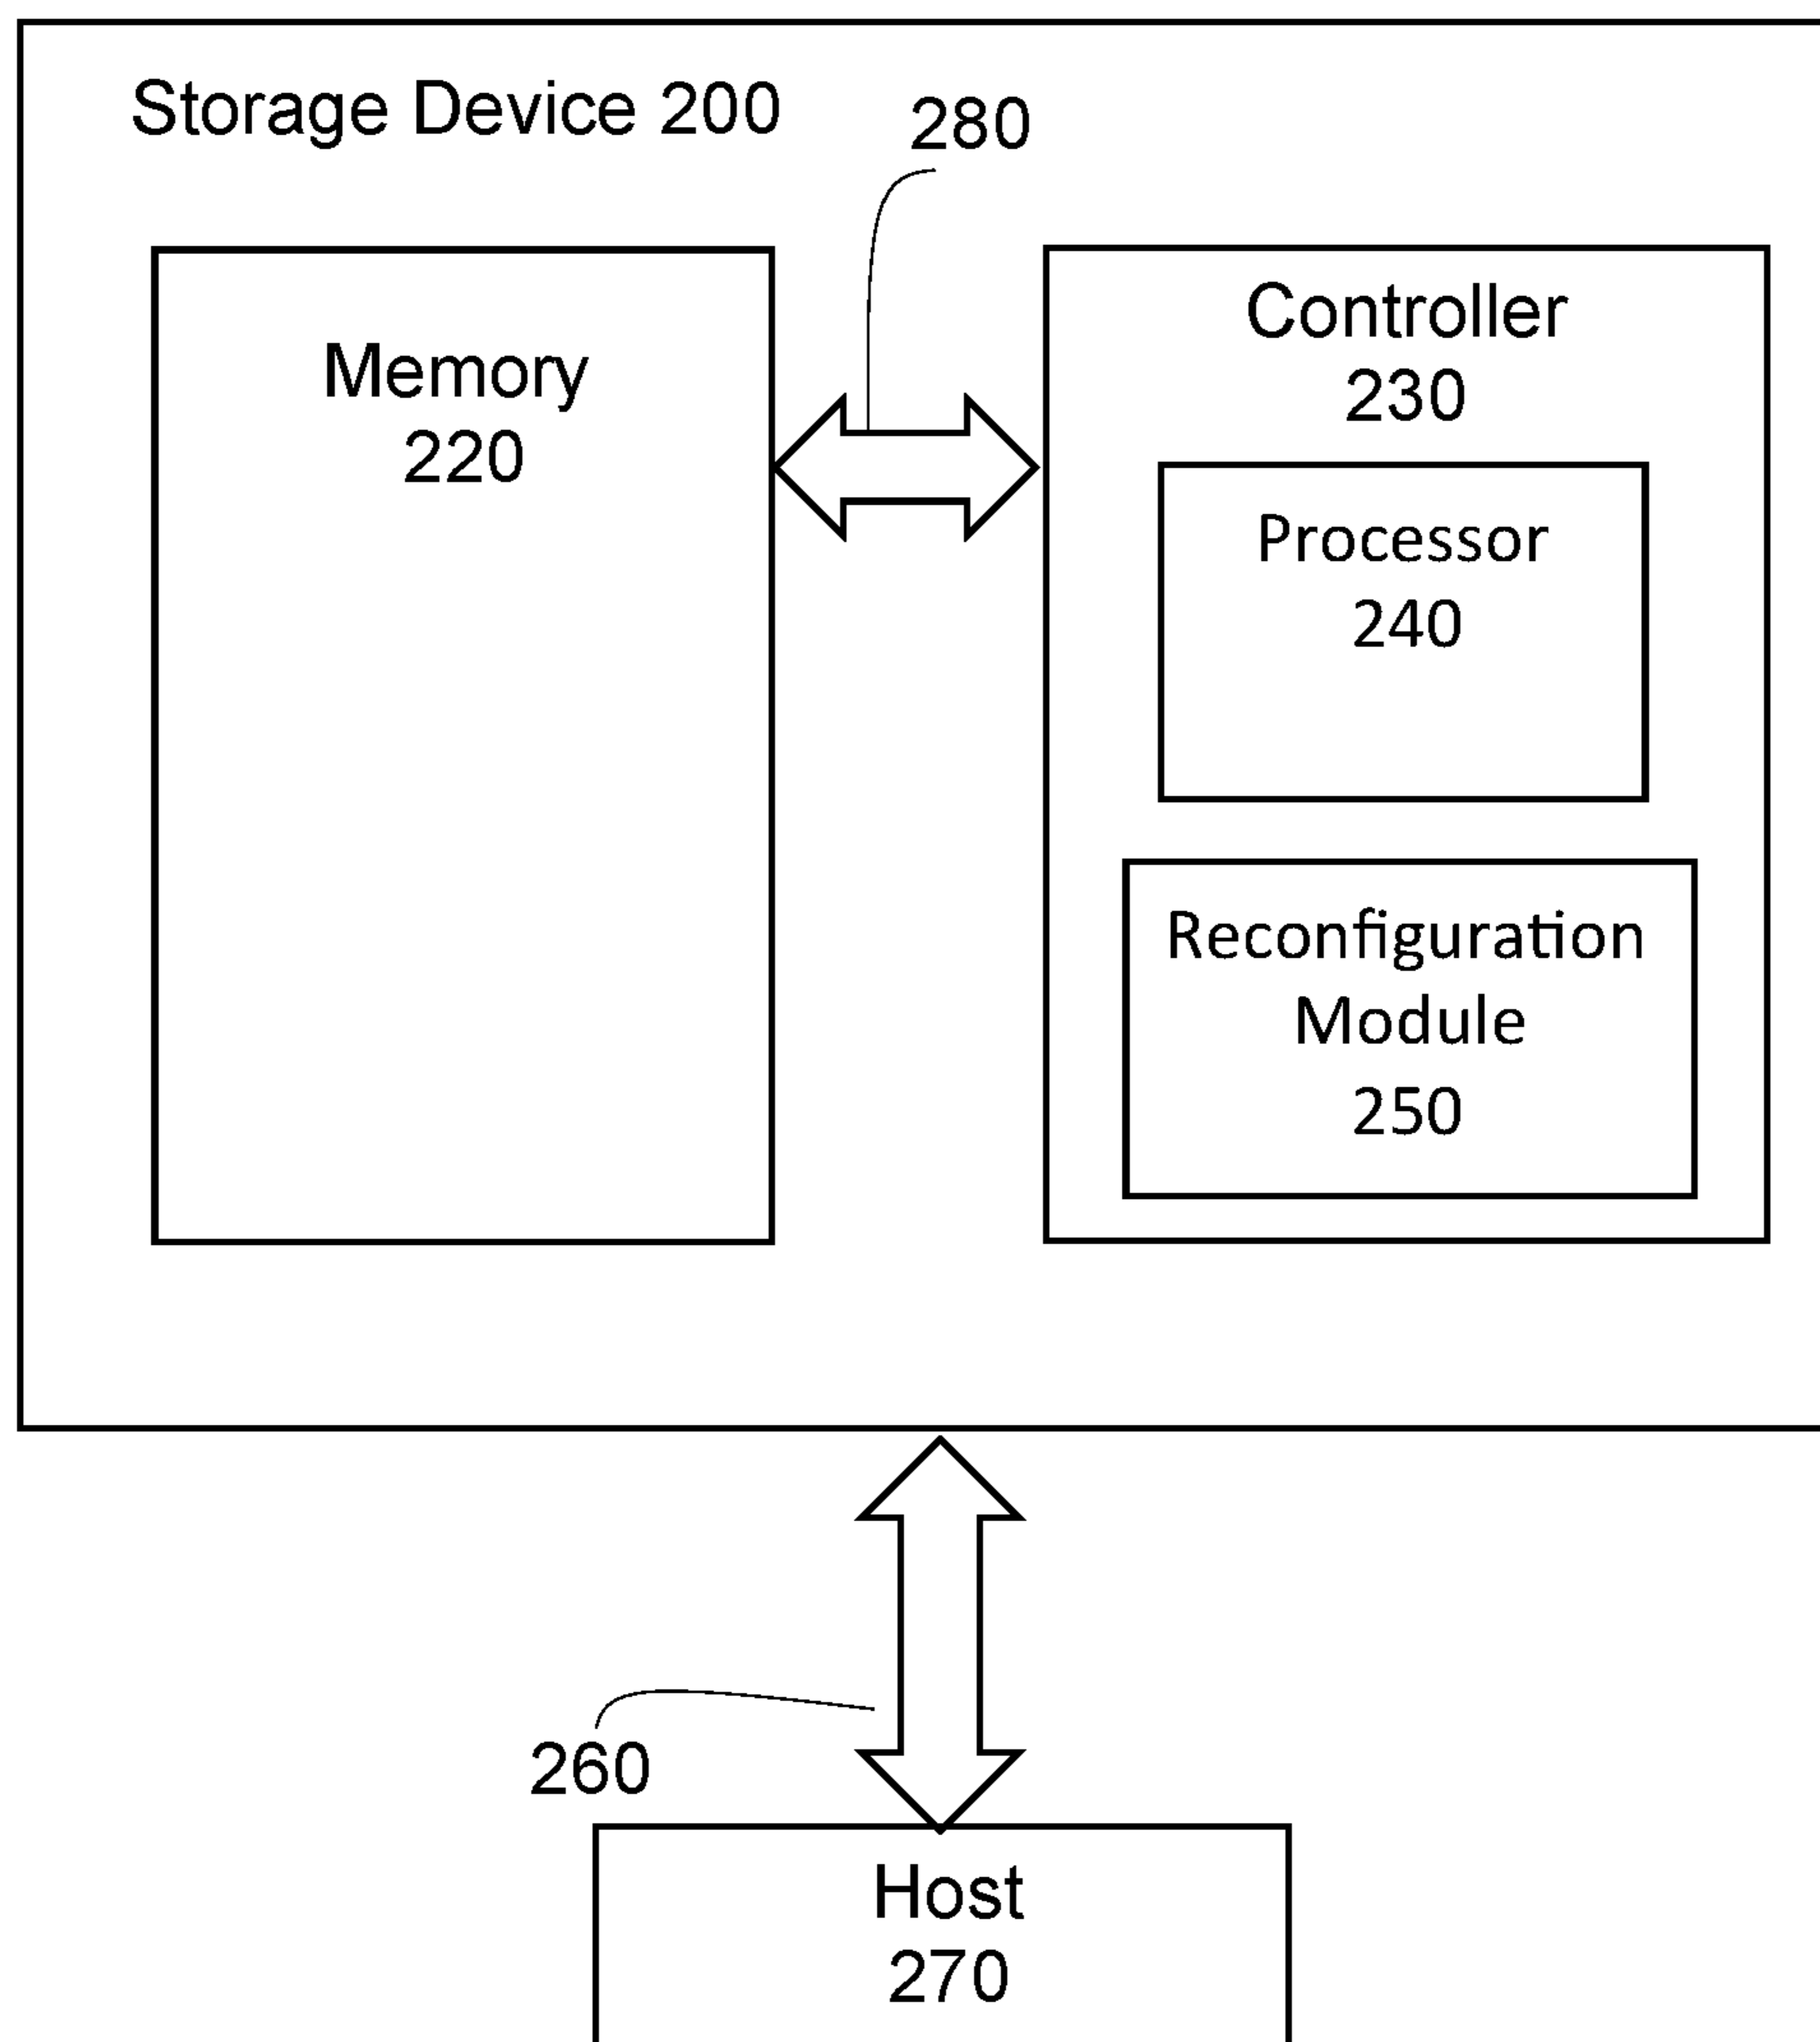 Storage Device 200
280
Memory
220
Controller
230
Processor
240
Reconfiguration
Module
250
260
Host
270